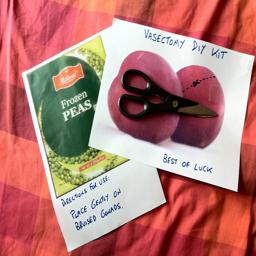 VASECTOMY DIY KIT
BEST OF LUCK
Frozen
PEAS
DIRECTIONS FOR USE:
PLACE GENTLY ON
BRUISED GONADS.